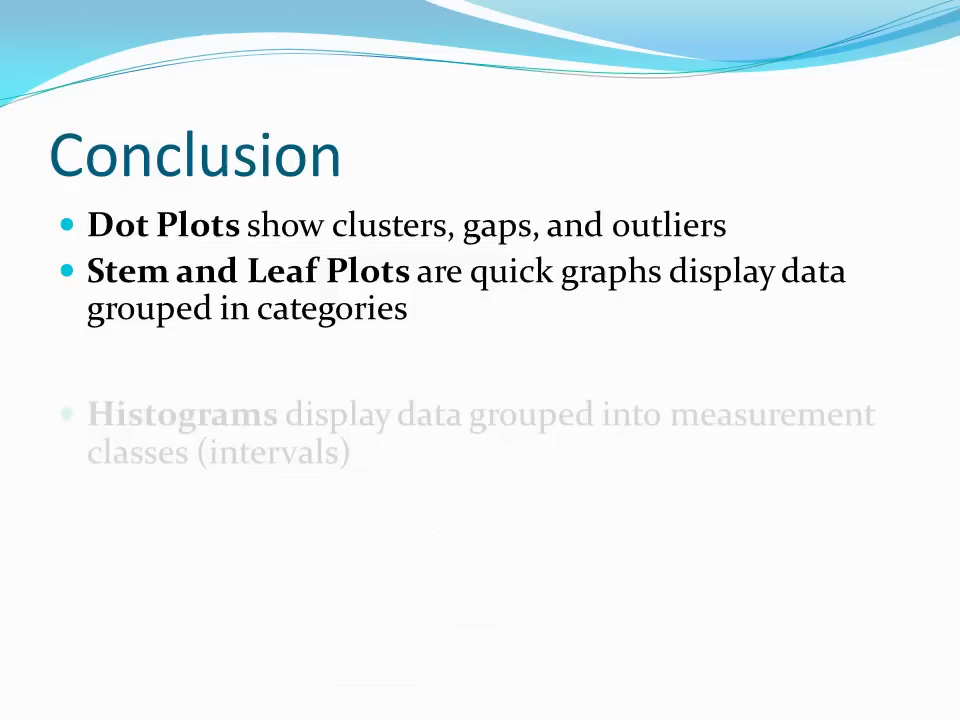 Conclusion
• Dot Plots show clusters, gaps, and outliers
• Stem and Leaf Plots are quick graphs display data
grouped in categories
• Histograms display data grouped into measurement
classes (intervals)